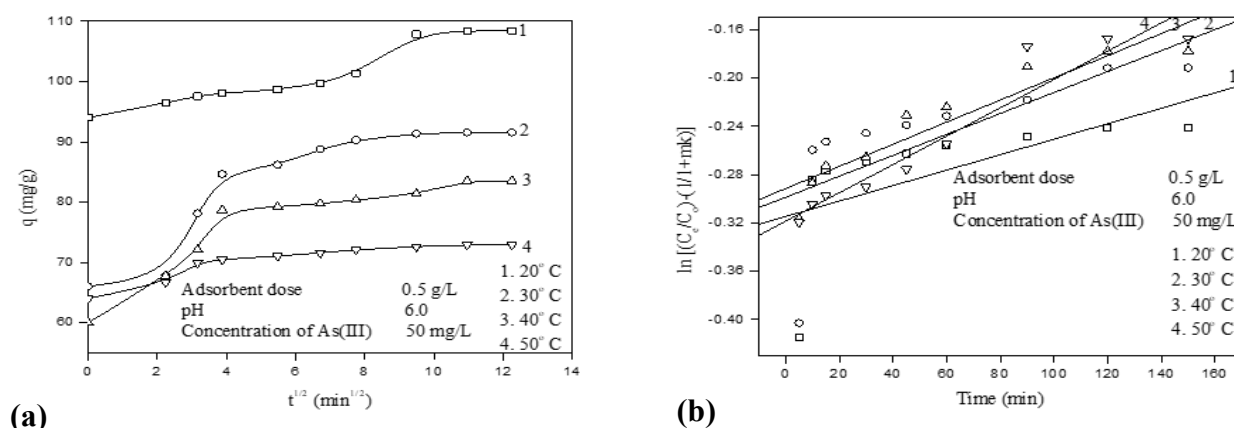 110
100
90
80
70
60
0
2
4
6
8
10
12
14
q (mg/g)
t^1/2 (min^1/2)
1
2
3
4
Adsorbent dose 0.5 g/L
pH 6.0
Concentration of As(III) 50 mg/L
1. 20° C
2. 30° C
3. 40° C
4. 50° C
(a)
-0.16
-0.20
-0.24
-0.28
-0.32
-0.36
-0.40
0
20
40
60
80
100
120
140
160
ln [(C_e/C_o)-(1/1+mk)]
Time (min)
4
3
2
1
Adsorbent dose 0.5 g/L
pH 6.0
Concentration of As(III) 50 mg/L
1. 20° C
2. 30° C
3. 40° C
4. 50° C
(b)